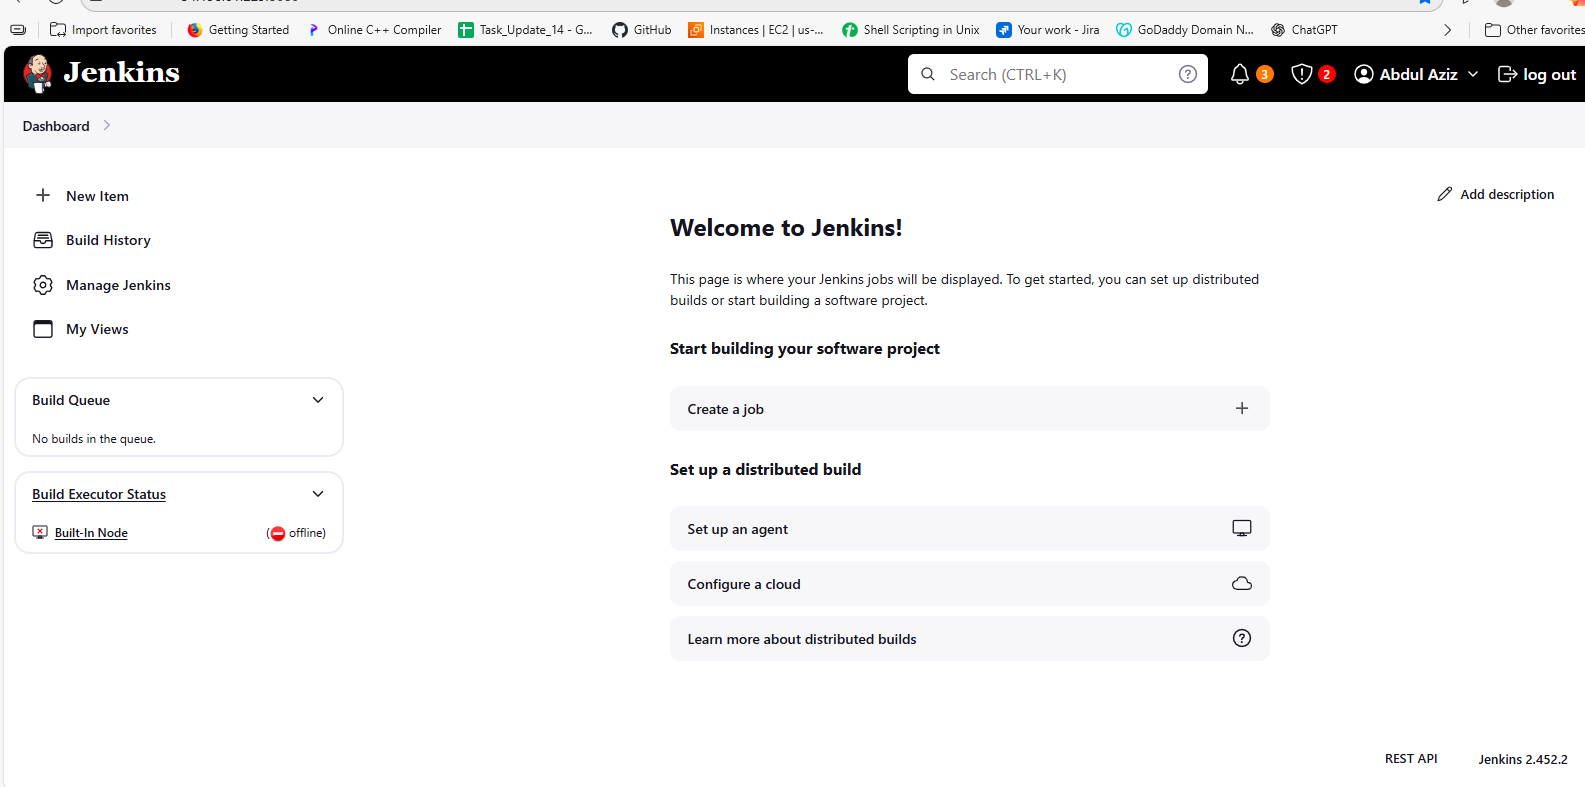 Import favorites
Getting Started
Online C++ Compiler
Task_Update_14 - G...
GitHub
Instances | EC2 | us-...
Shell Scripting in Unix
Your work - Jira
GoDaddy Domain N...
ChatGPT
Other favorites
Jenkins
Search (CTRL+K)
?
3
2
Abdul Aziz
log out
Dashboard
New Item
Build History
Manage Jenkins
My Views
Build Queue
No builds in the queue.
Build Executor Status
Built-In Node
(offline)
Add description
Welcome to Jenkins!
This page is where your Jenkins jobs will be displayed. To get started, you can set up distributed
builds or start building a software project.
Start building your software project
Create a job
Set up a distributed build
Set up an agent
Configure a cloud
Learn more about distributed builds
?
REST API
Jenkins 2.452.2